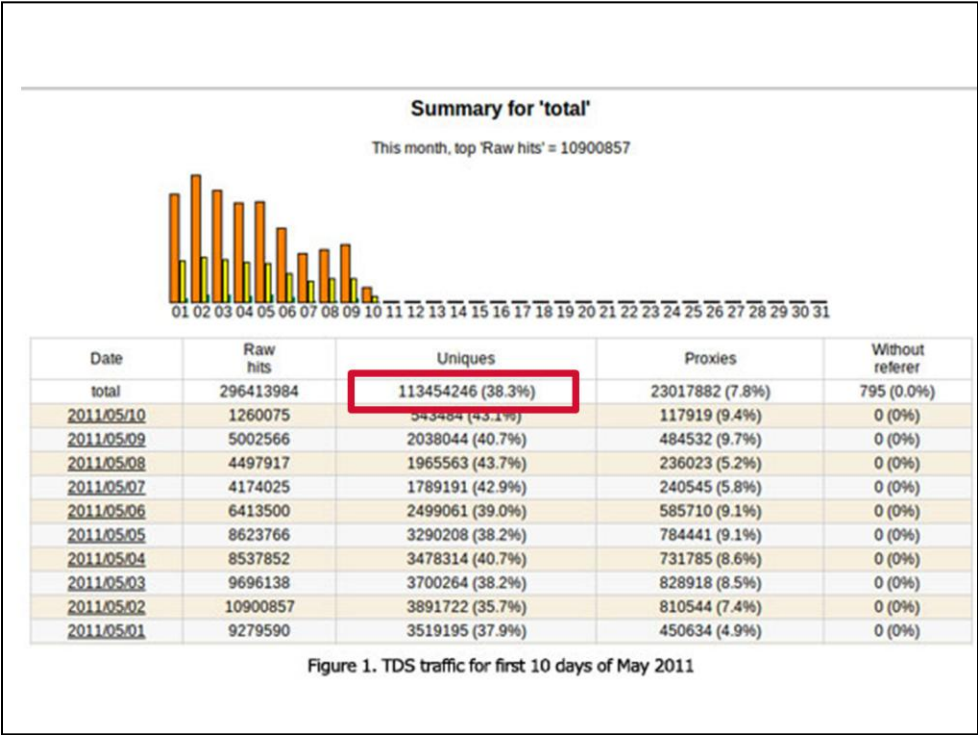 Summary for 'total'
This month, top 'Raw hits' = 10900857
01 02 03 04 05 06 07 08 09 10 11 12 13 14 15 16 17 18 19 20 21 22 23 24 25 26 27 28 29 30 31
Date Raw hits Uniques Proxies Without referer
total 296413984 113454246 (38.3%) 23017882 (7.8%) 795 (0.0%)
2011/05/10 1260075 543484 (43.1%) 117919 (9.4%) 0 (0%)
2011/05/09 5002566 2038044 (40.7%) 484532 (9.7%) 0 (0%)
2011/05/08 4497917 1965563 (43.7%) 236023 (5.2%) 0 (0%)
2011/05/07 4174025 1789191 (42.9%) 240545 (5.8%) 0 (0%)
2011/05/06 6413500 2499061 (39.0%) 585710 (9.1%) 0 (0%)
2011/05/05 8623766 3290208 (38.2%) 784441 (9.1%) 0 (0%)
2011/05/04 8537852 3478314 (40.7%) 731785 (8.6%) 0 (0%)
2011/05/03 9696138 3700264 (38.2%) 828918 (8.5%) 0 (0%)
2011/05/02 10900857 3891722 (35.7%) 810544 (7.4%) 0 (0%)
2011/05/01 9279590 3519195 (37.9%) 450634 (4.9%) 0 (0%)
Figure 1. TDS traffic for first 10 days of May 2011